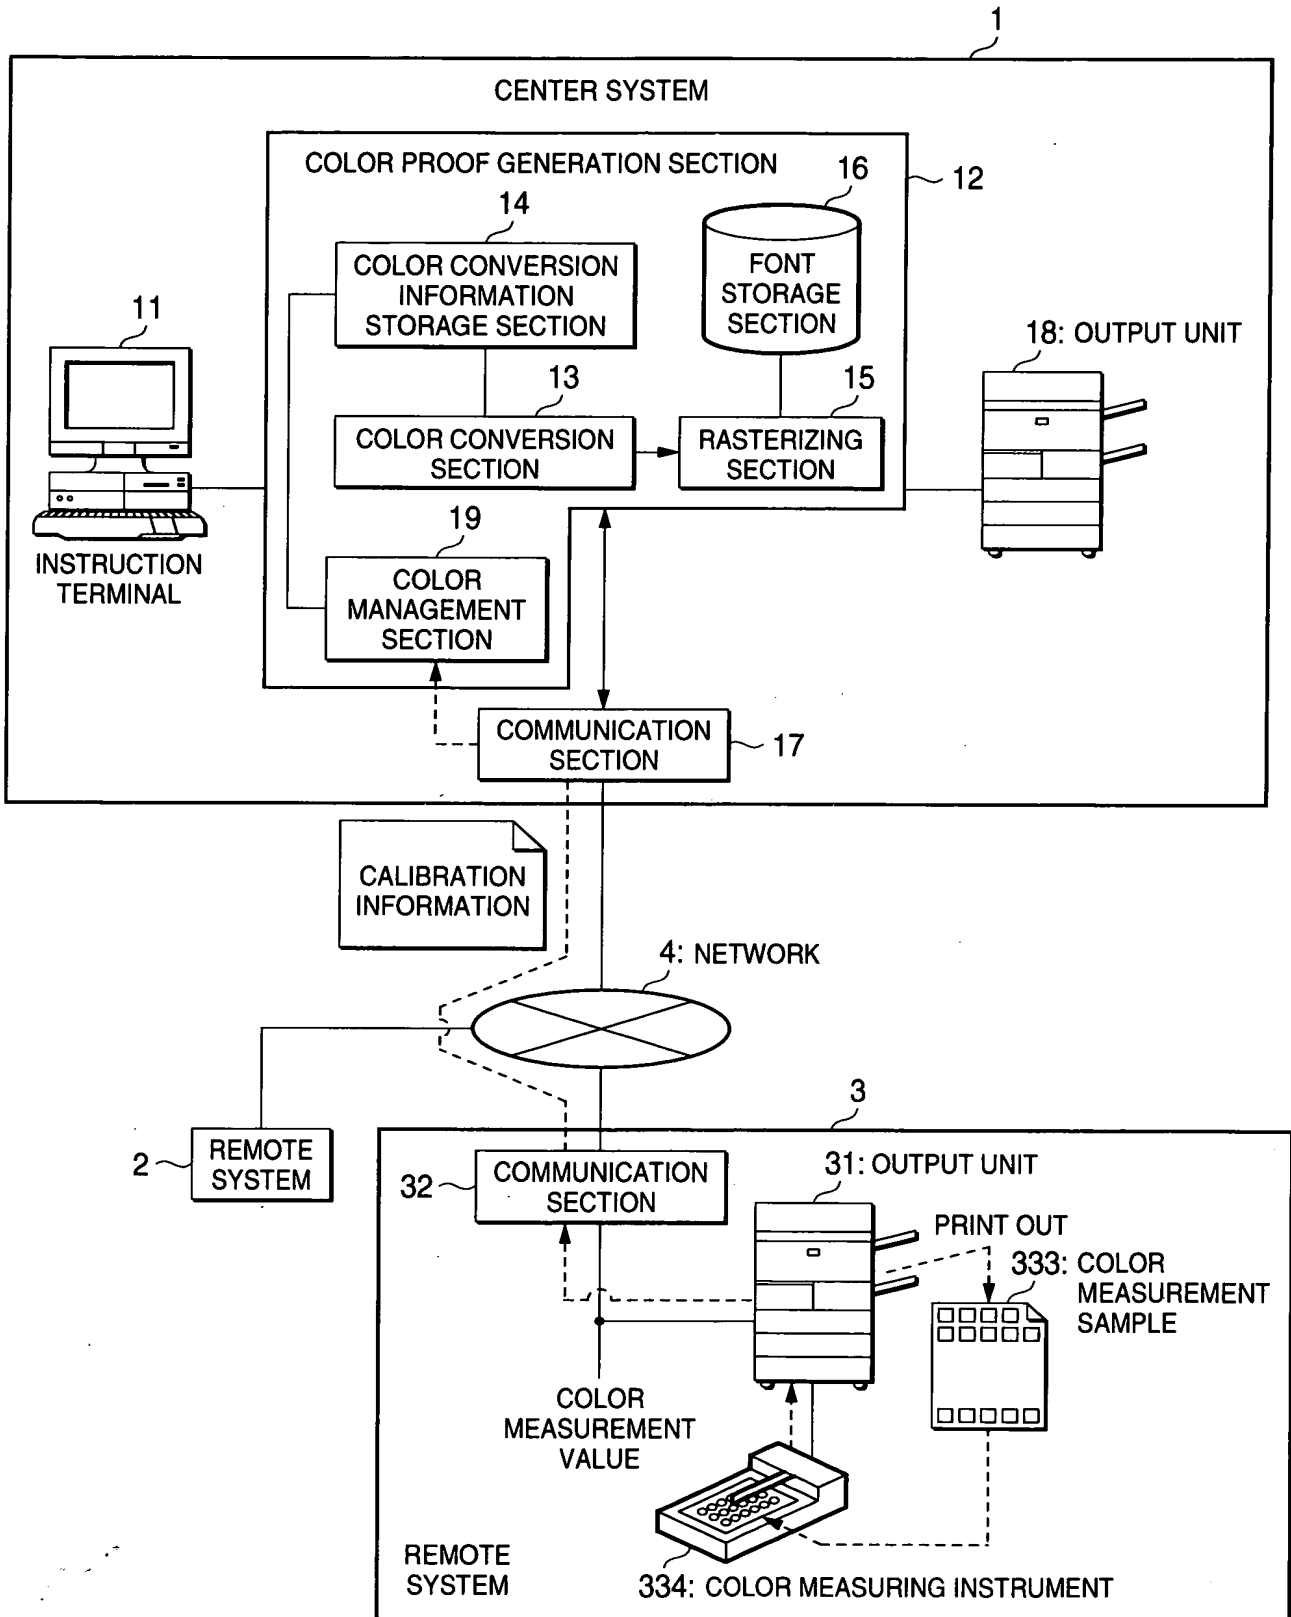 1
CENTER SYSTEM
COLOR PROOF GENERATION SECTION
12
14
16
COLOR CONVERSION
INFORMATION
STORAGE SECTION
FONT
STORAGE
SECTION
11
18: OUTPUT UNIT
13
15
COLOR CONVERSION
SECTION
RASTERIZING
SECTION
INSTRUCTION
TERMINAL
19
COLOR
MANAGEMENT
SECTION
COMMUNICATION
SECTION
17
CALIBRATION
INFORMATION
4: NETWORK
2
REMOTE
SYSTEM
3
32
COMMUNICATION
SECTION
31: OUTPUT UNIT
PRINT OUT
333: COLOR
MEASUREMENT
SAMPLE
COLOR
MEASUREMENT
VALUE
REMOTE
SYSTEM
334: COLOR MEASURING INSTRUMENT